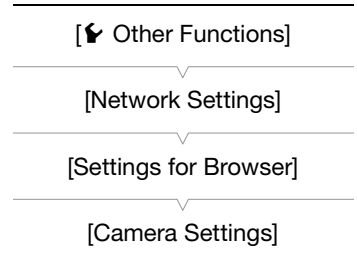 [Other Functions]
[Network Settings]
[Settings for Browser]
[Camera Settings]